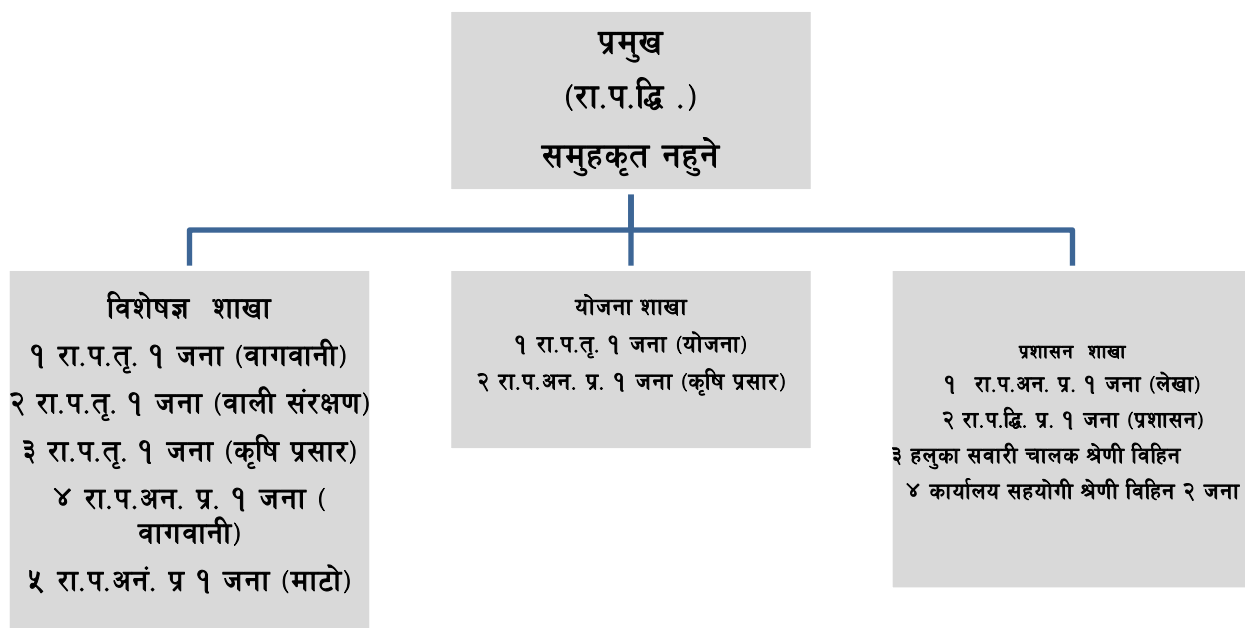 प्रमुख
(रा.प.द्धि .)
समुहकृत नहुने
विशेषज्ञ शाखा
१ रा.प.तृ. १ जना (वागवानी)
२ रा.प.तृ. १ जना (वाली संरक्षण)
३ रा.प.तृ. १ जना (कृषि प्रसार)
४ रा.प.अन. प्र. १ जना (
वागवानी)
५ रा.प.अनं. प्र १ जना (माटो)
योजना शाखा
१ रा.प.तृ. १ जना (योजना)
२ रा.प.अन. प्र. १ जना (कृषि प्रसार)
प्रशासन शाखा
१ रा.प.अन. प्र. १ जना (लेखा)
२ रा.प.द्धि. प्र. १ जना (प्रशासन)
३ हलुका सवारी चालक श्रेणी विहिन
४ कार्यालय सहयोगी श्रेणी विहिन २ जना